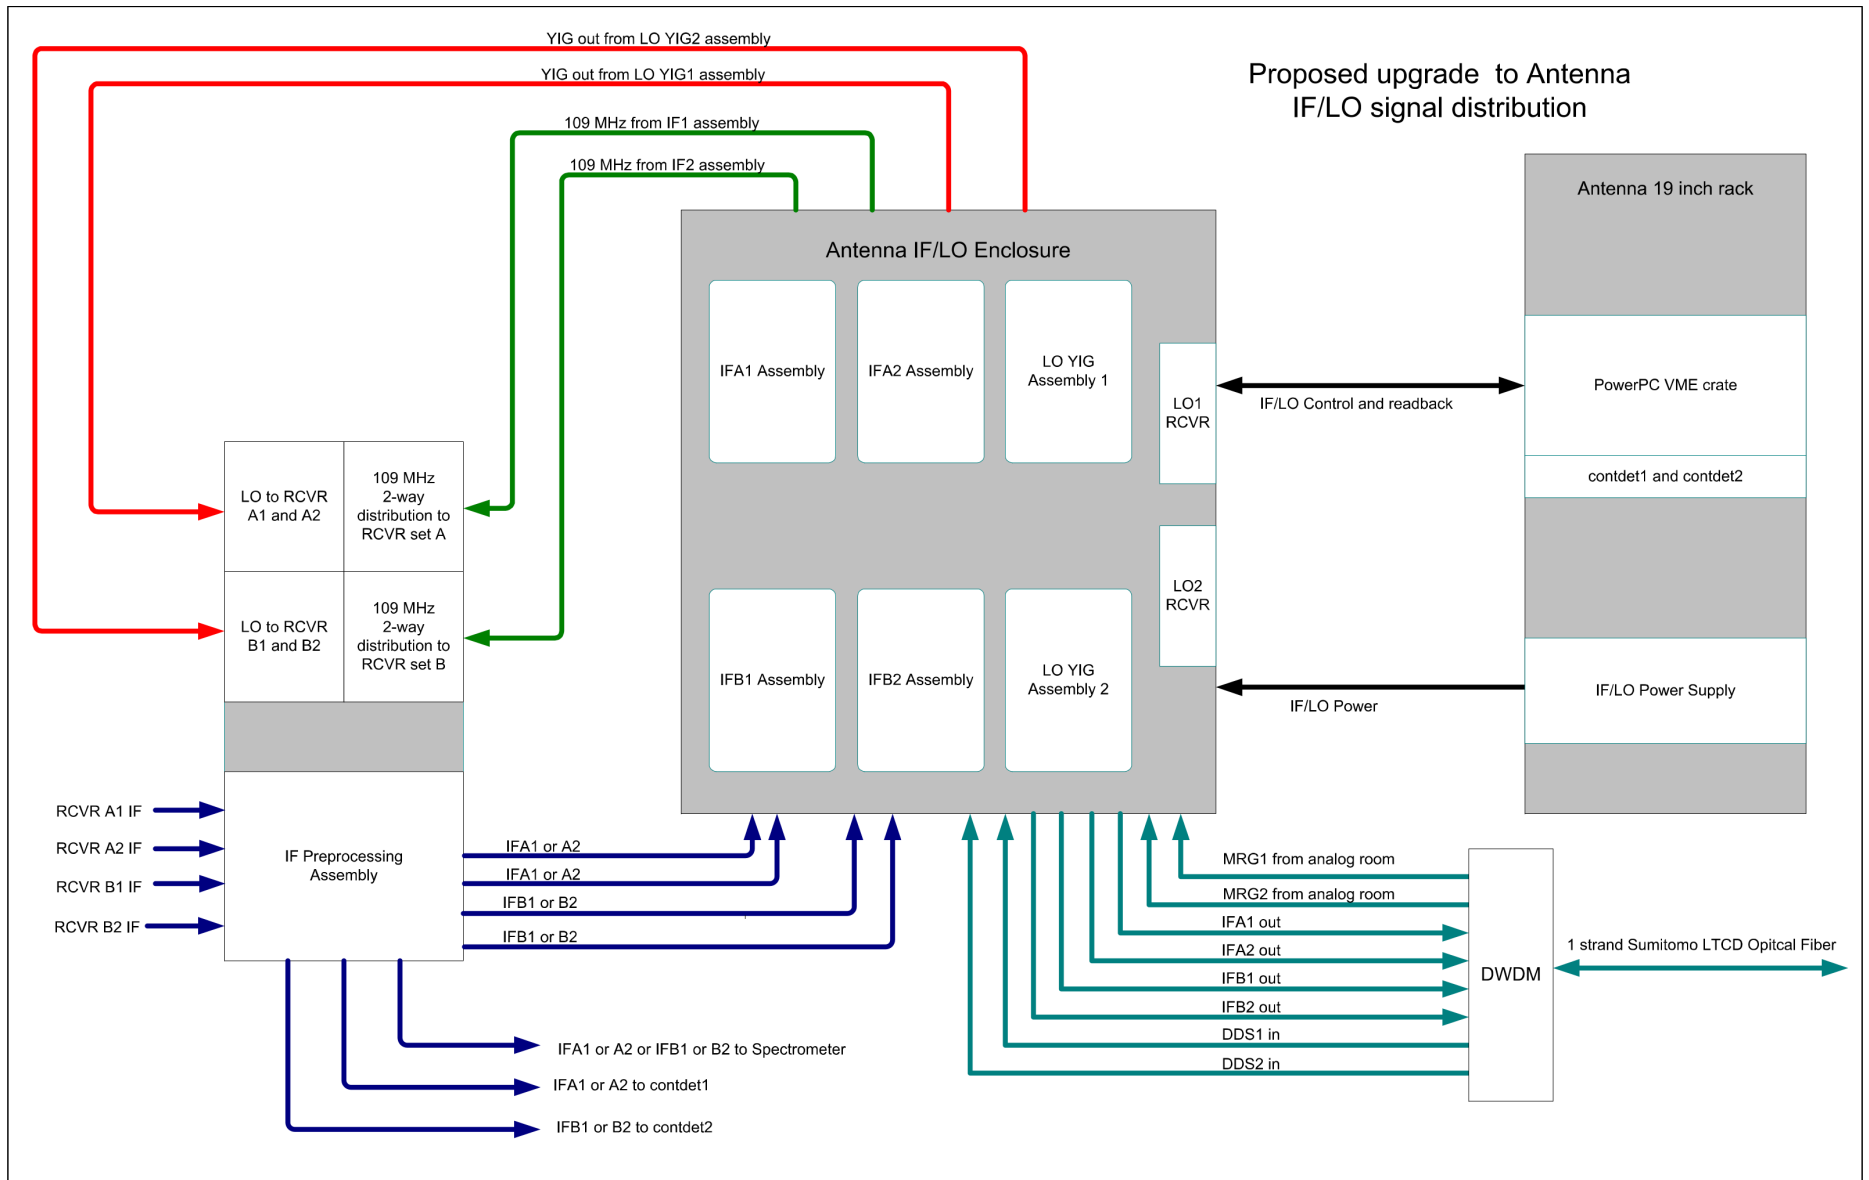 YIG out from LO YIG2 assembly
YIG out from LO YIG1 assembly
Proposed upgrade to Antenna
IF/LO signal distribution
109 MHz from IF1 assembly
109 MHz from IF2 assembly
Antenna IF/LO Enclosure
IFA1 Assembly
IFA2 Assembly
LO YIG
Assembly 1
LO1
RCVR
LO2
RCVR
IFB1 Assembly
IFB2 Assembly
LO YIG
Assembly 2
Antenna 19 inch rack
PowerPC VME crate
contdet1 and contdet2
IF/LO Power Supply
IF/LO Control and readback
IF/LO Power
LO to RCVR
A1 and A2
109 MHz
2-way
distribution to
RCVR set A
LO to RCVR
B1 and B2
109 MHz
2-way
distribution to
RCVR set B
RCVR A1 IF
RCVR A2 IF
RCVR B1 IF
RCVR B2 IF
IF Preprocessing
Assembly
IFA1 or A2
IFA1 or A2
IFB1 or B2
IFB1 or B2
IFA1 or A2 or IFB1 or B2 to Spectrometer
IFA1 or A2 to contdet1
IFB1 or B2 to contdet2
MRG1 from analog room
MRG2 from analog room
IFA1 out
IFA2 out
IFB1 out
IFB2 out
DDS1 in
DDS2 in
DWDM
1 strand Sumitomo LTCD Opitcal Fiber